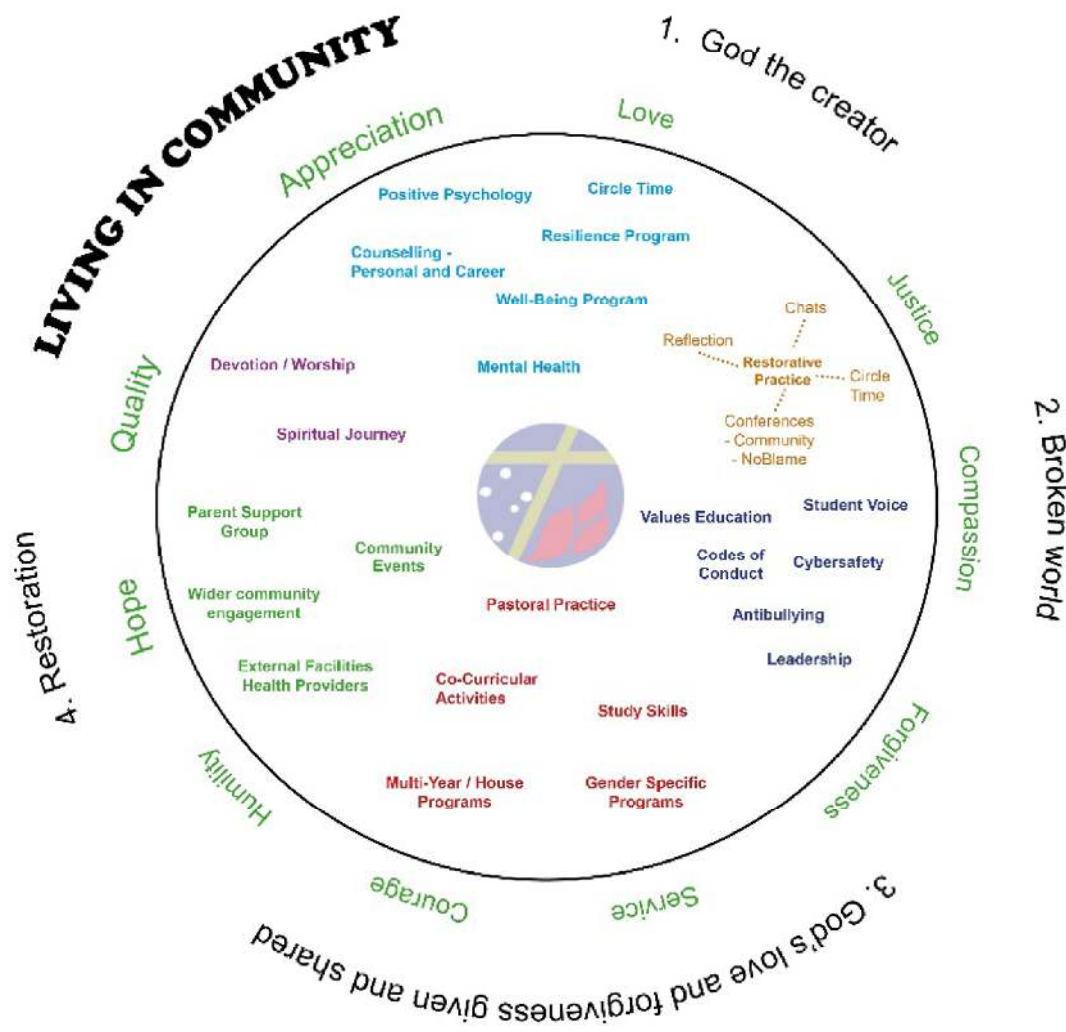 LIVING IN COMMUNITY
1. God the creator
2. Broken world
3. God's love and forgiveness given and shared
4. Restoration
Love
Justice
Compassion
Forgiveness
Service
Courage
Humility
Hope
Quality
Appreciation
Positive Psychology
Circle Time
Resilience Program
Counselling -
Personal and Career
Well-Being Program
Mental Health
Chats
Reflection
Restorative
Practice
Circle
Time
Conferences
- Community
- NoBlame
Devotion / Worship
Spiritual Journey
Student Voice
Values Education
Codes of
Conduct
Cybersafety
Antibullying
Leadership
Parent Support
Group
Community
Events
Wider community
engagement
External Facilities
Health Providers
Pastoral Practice
Co-Curricular
Activities
Study Skills
Multi-Year / House
Programs
Gender Specific
Programs